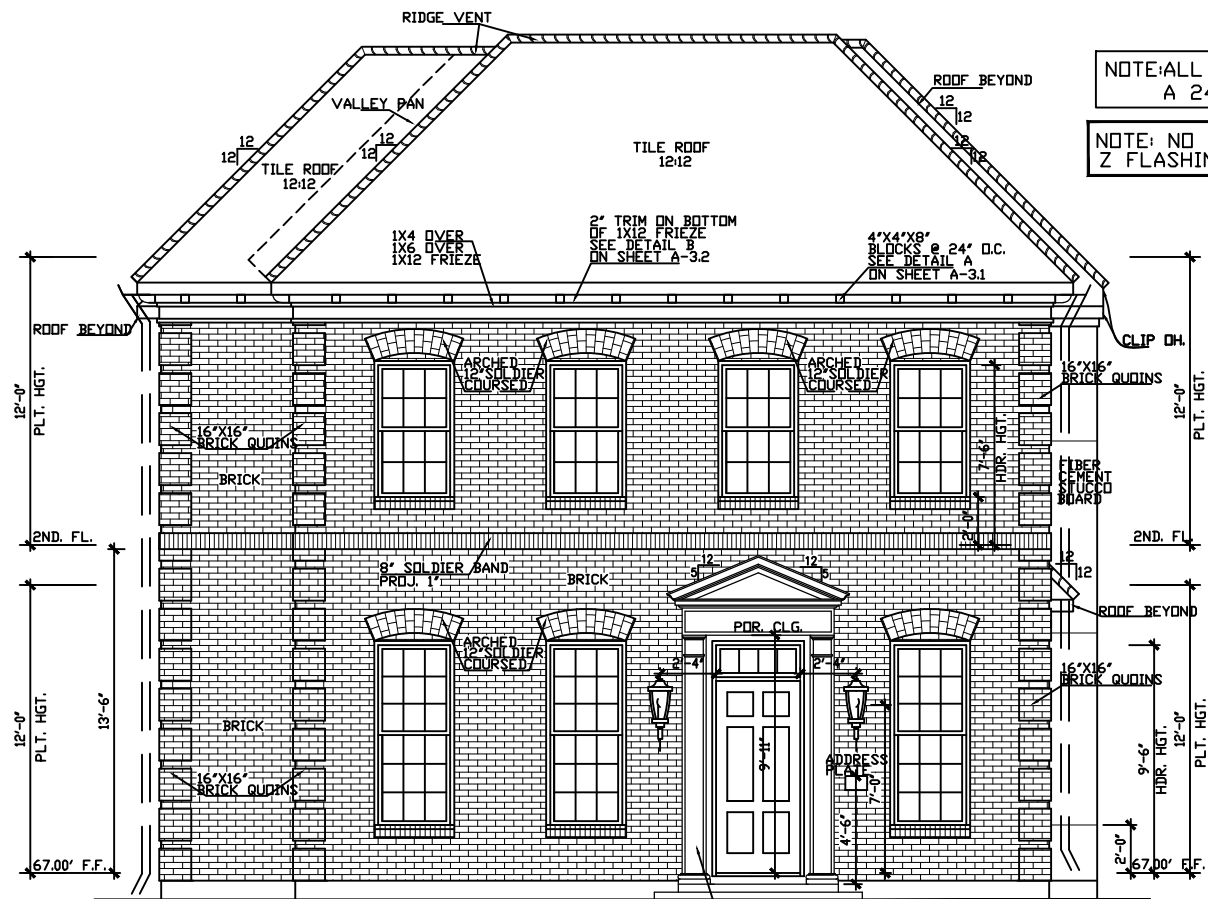 RIDGE VENT
NOTE:ALL
A 24
ROOF BEYOND
VALLEY PAN
12
12
12
12
12
12
NOTE: NO
Z FLASHIN
12
12
TILE ROOF
12:12
TILE ROOF
12:12
1X4 OVER
1X6 OVER
1X12 FRIEZE
2" TRIM ON BOTTOM
OF 1X12 FRIEZE
SEE DETAIL B
ON SHEET A-3.2
4"X4"X8"
BLOCKS @ 24" O.C.
SEE DETAIL A
ON SHEET A-3.1
ROOF BEYOND
CLIP OH.
ARCHED
12" SOLDIER
COURSED
ARCHED
12" SOLDIER
COURSED
16"X16"
BRICK QUOINS
12'-0"
PLT. HGT.
12'-0"
PLT. HGT.
16"X16"
BRICK QUOINS
7'-6"
HDR. HGT.
BRICK
FIBER
CEMENT
STUCCO
BOARD
2'-0"
2ND. FL.
2ND. FL
8" SOLDIER BAND
PROJ. 1"
BRICK
12
5
12
5
12
12
ROOF BEYOND
POR. CLG.
ARCHED
12" SOLDIER
COURSED
2'-4"
2'-4"
16"X16"
BRICK QUOINS
12'-0"
PLT. HGT.
13'-6"
BRICK
9'-11"
ADDRESS
PLATE
7'-0"
4'-6"
9'-6"
HDR. HGT.
12'-0"
PLT. HGT.
16"X16"
BRICK QUOINS
2'-0"
67.00' F.F.
67.00' F.F.